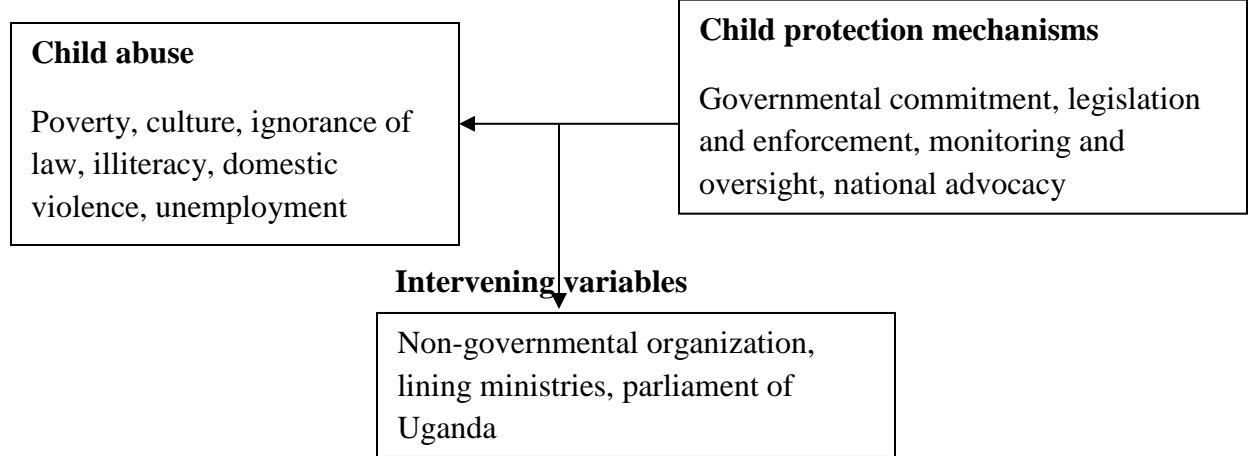 Child abuse
Poverty, culture, ignorance of
law, illiteracy, domestic
violence, unemployment
Child protection mechanisms
Governmental commitment, legislation
and enforcement, monitoring and
oversight, national advocacy
Intervening variables
Non-governmental organization,
lining ministries, parliament of
Uganda